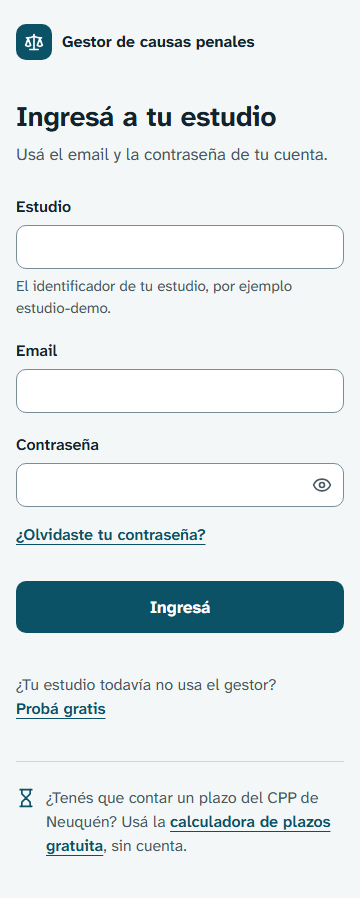 Gestor de causas penales
Ingresá a tu estudio
Usá el email y la contraseña de tu cuenta.
Estudio
El identificador de tu estudio, por ejemplo
estudio-demo.
Email
Contraseña
¿Olvidaste tu contraseña?
Ingresá
¿Tu estudio todavía no usa el gestor?
Probá gratis
¿Tenés que contar un plazo del CPP de
Neuquén? Usá la calculadora de plazos
gratuita, sin cuenta.